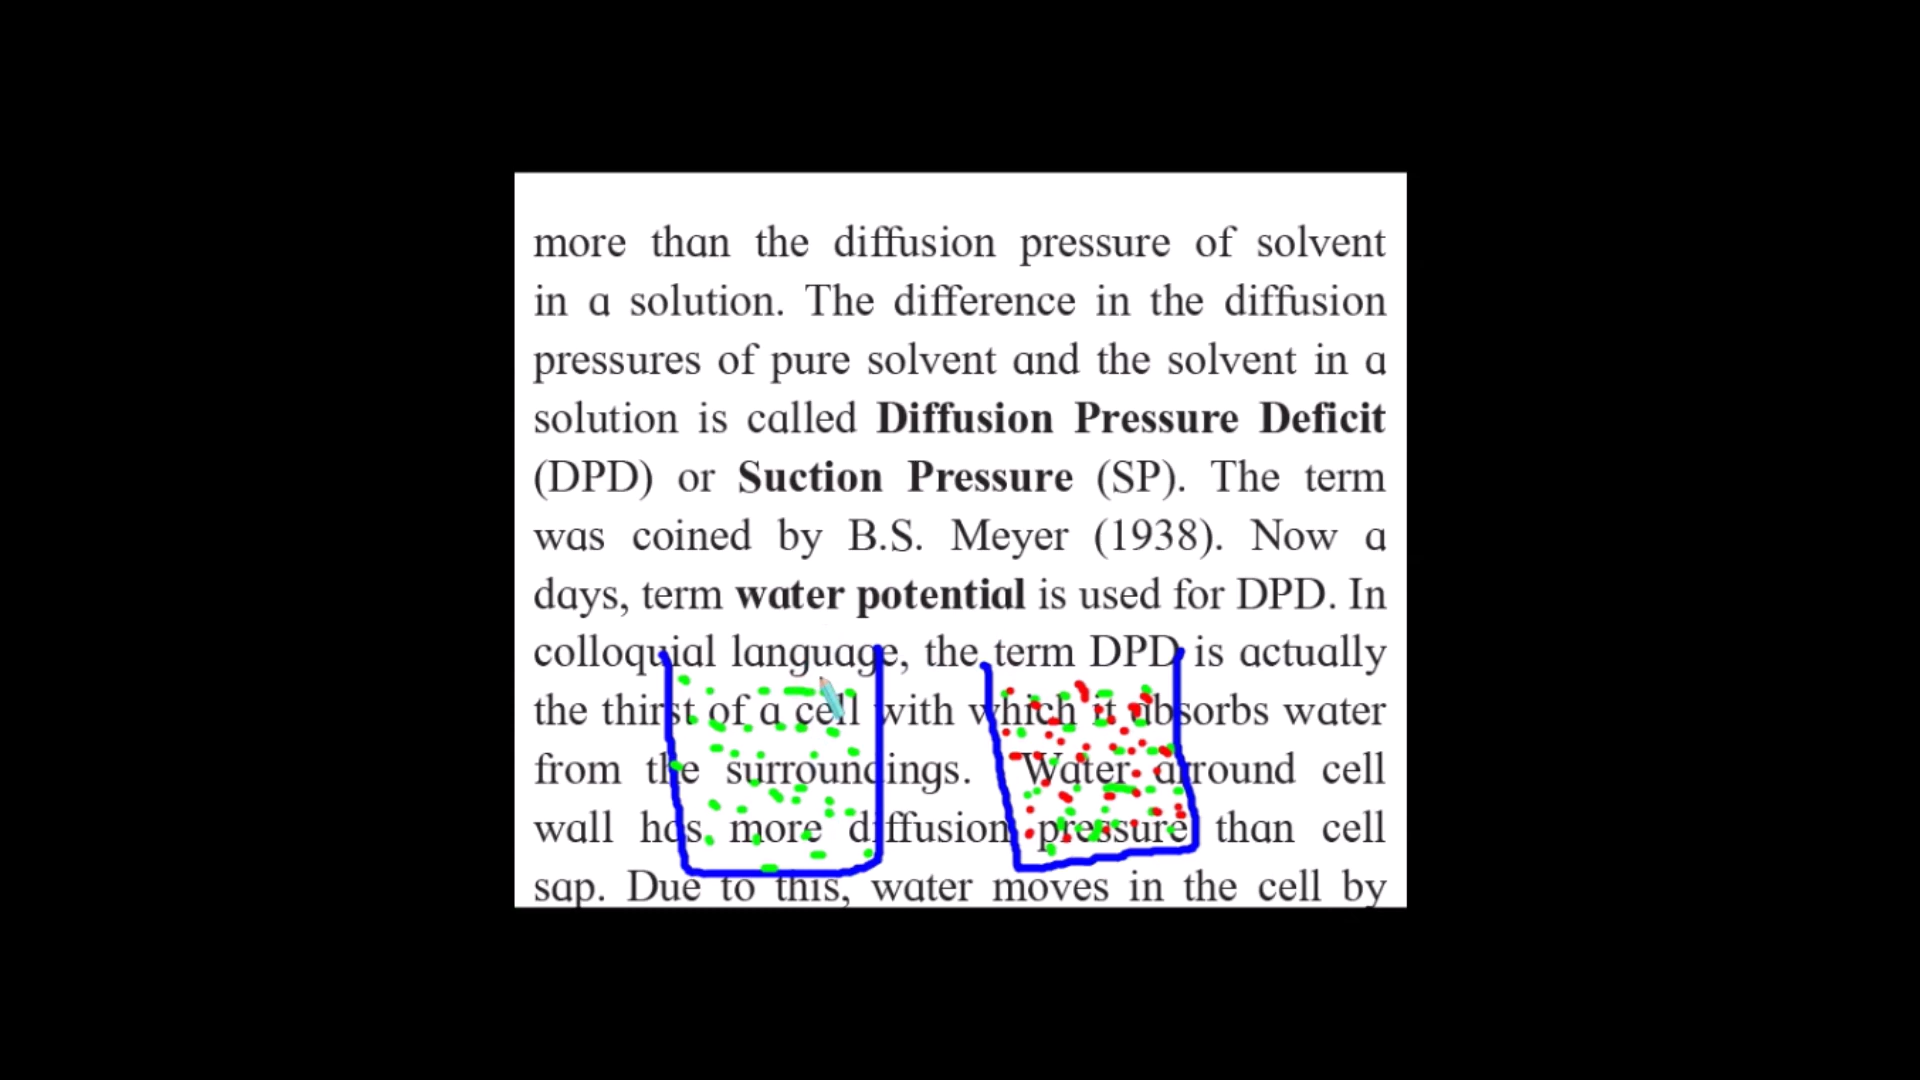 more than the diffusion pressure of solvent
in a solution. The difference in the diffusion
pressures of pure solvent and the solvent in a
solution is called Diffusion Pressure Deficit
(DPD) or Suction Pressure (SP). The term
was coined by B.S. Meyer (1938). Now a
days, term water potential is used for DPD. In
colloquial language, the term DPD is actually
the thirst of a cell with which it absorbs water
from the surroundings. Water arround cell
wall has more diffusion pressure than cell
sap. Due to this, water moves in the cell by